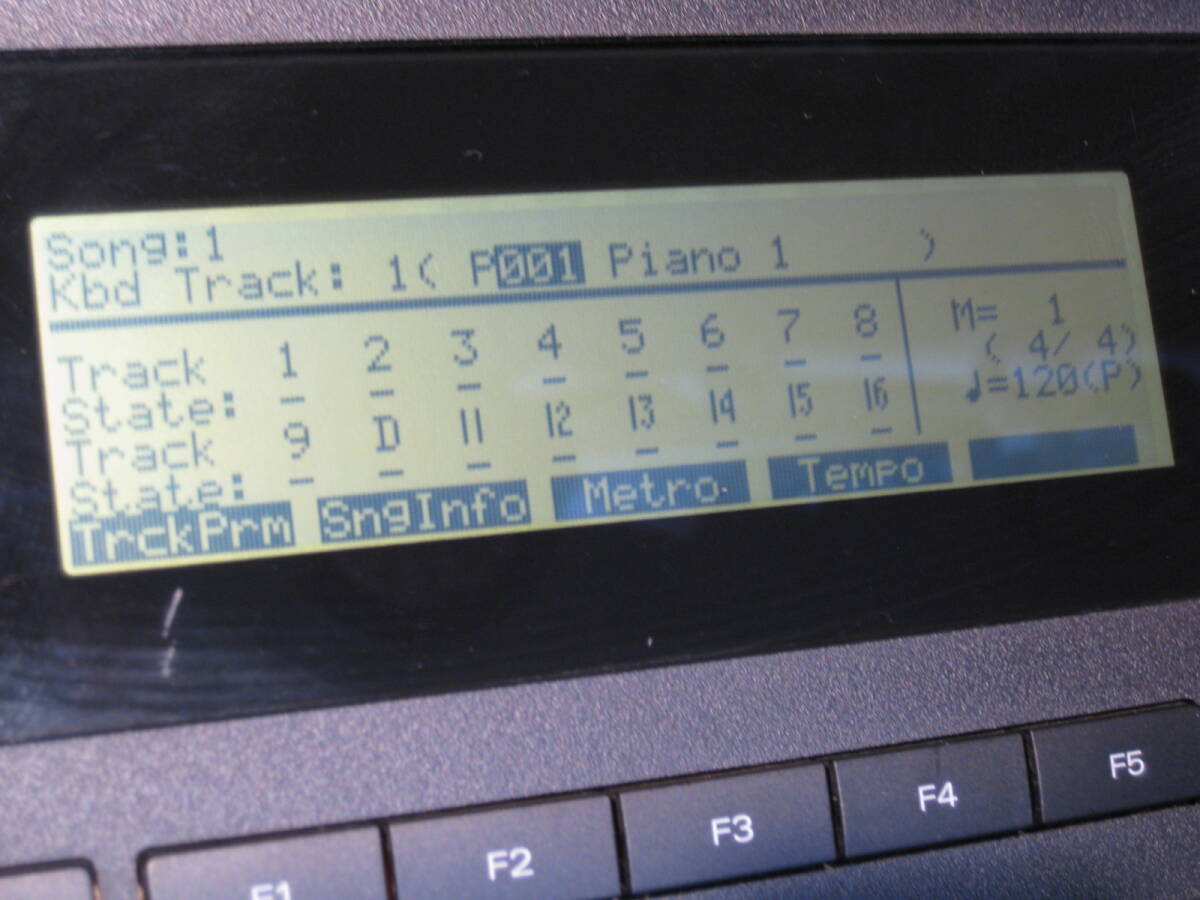 Song:1
Kbd Track: 1( P001 Piano 1 )
Track 1 2 3 4 5 6 7 8
State: _ _ _ _ _ _ _ _
Track 9 D 11 12 13 14 15 16
State: _ _ _ _ _ _ _ _
M= 1
( 4/ 4)
♩=120(P)
TrckPrm SngInfo Metro Tempo
F1 F2 F3 F4 F5